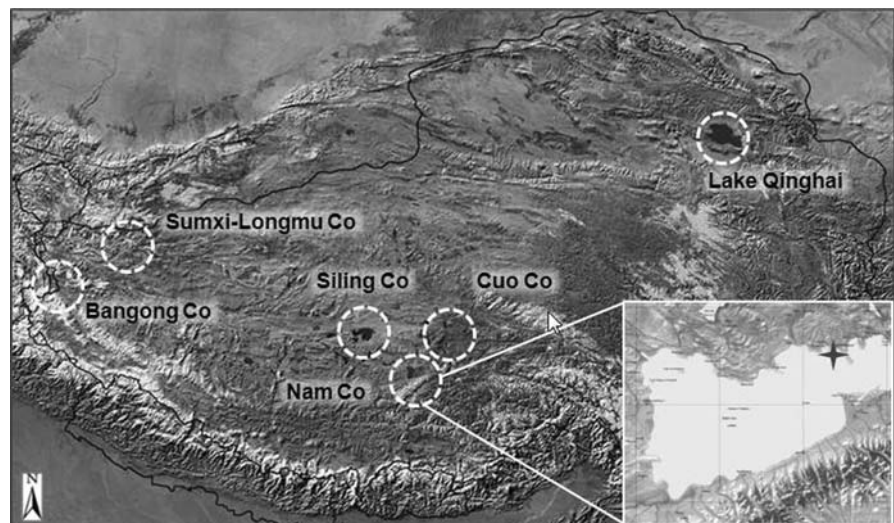 Lake Qinghai
Sumxi-Longmu Co
Siling Co
Cuo Co
Bangong Co
Nam Co
N